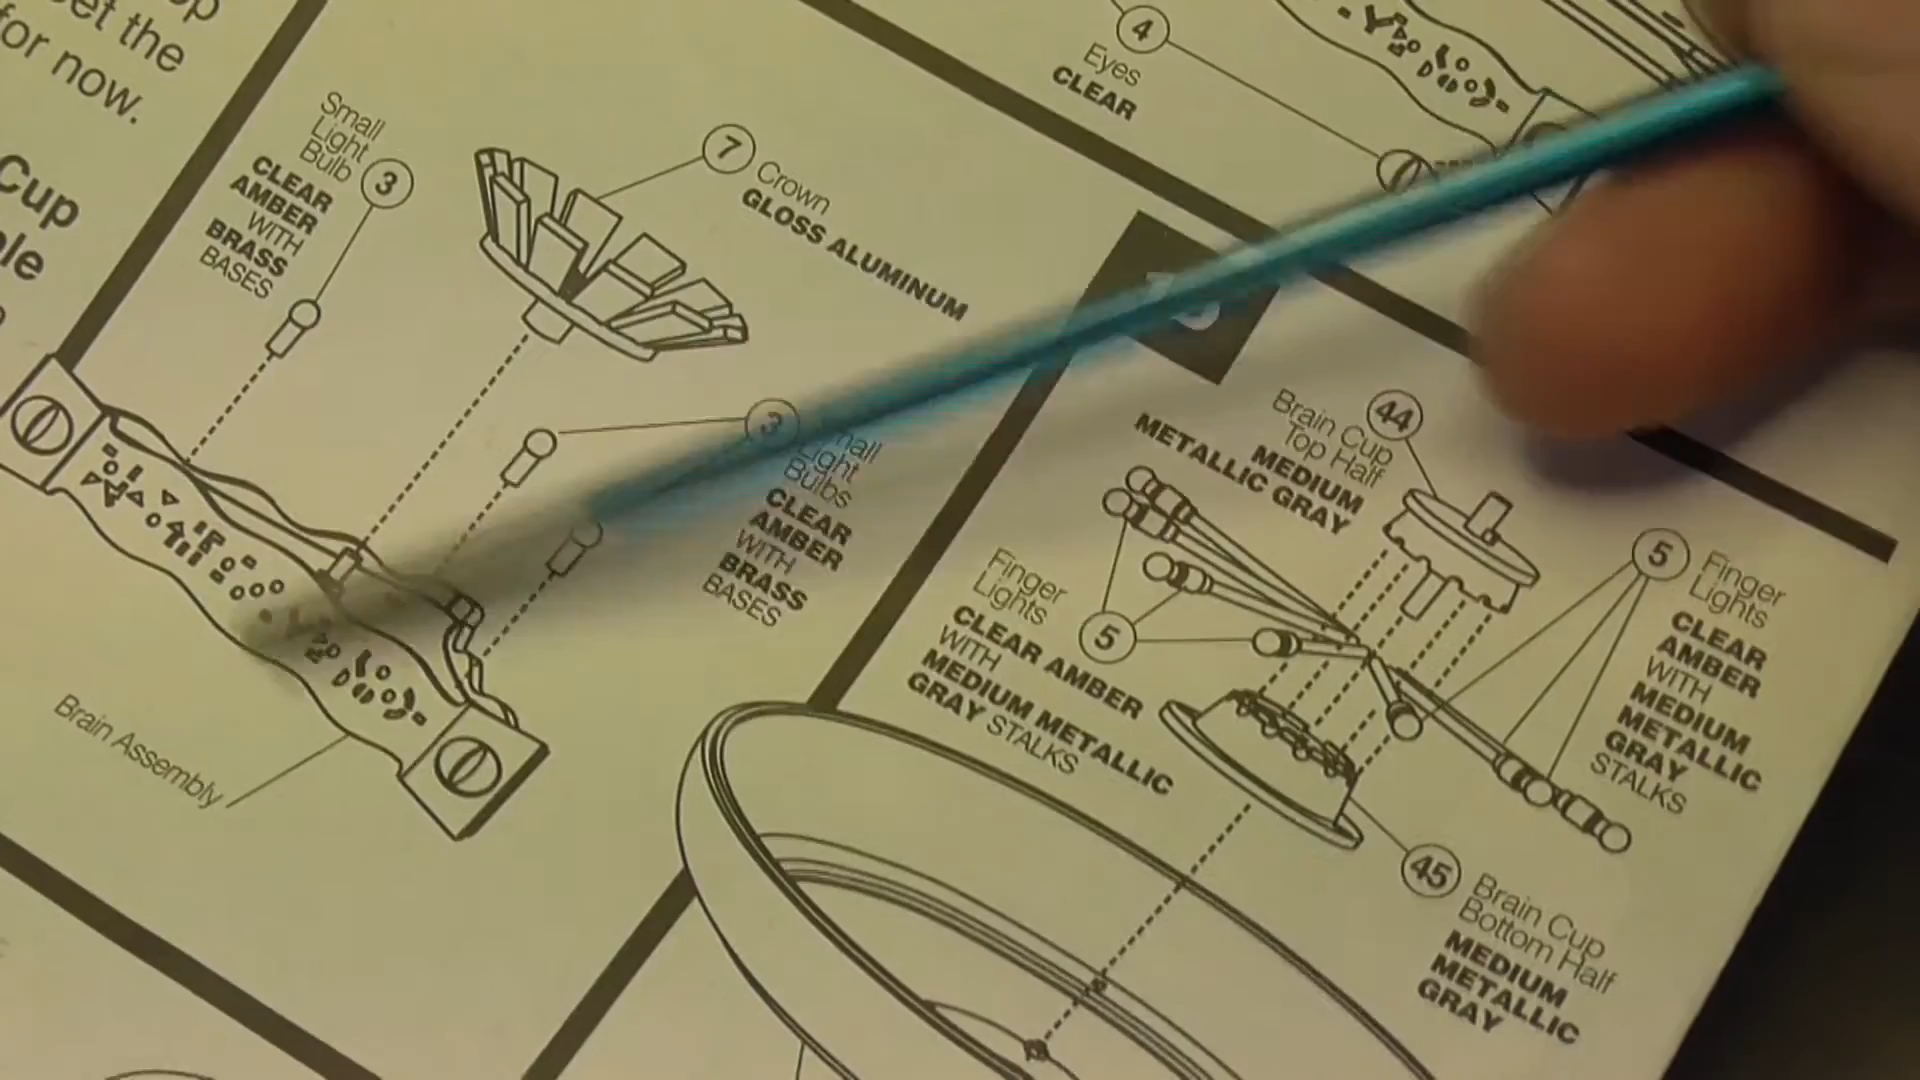 et the
for now.
Cup
Small
Light
Bulb
3
CLEAR
AMBER
WITH
BRASS
BASES
7
Crown
GLOSS ALUMINUM
4
Eyes
CLEAR
3
Light
Bulbs
CLEAR
AMBER
WITH
BRASS
BASES
Brain Assembly
44
Brain Cup
Top Half
MEDIUM
METALLIC GRAY
5
Finger
Lights
CLEAR AMBER
WITH
MEDIUM METALLIC
GRAY STALKS
5
Finger
Lights
CLEAR
AMBER
WITH
MEDIUM
METALLIC
GRAY
STALKS
45
Brain Cup
Bottom Half
MEDIUM
METALLIC
GRAY